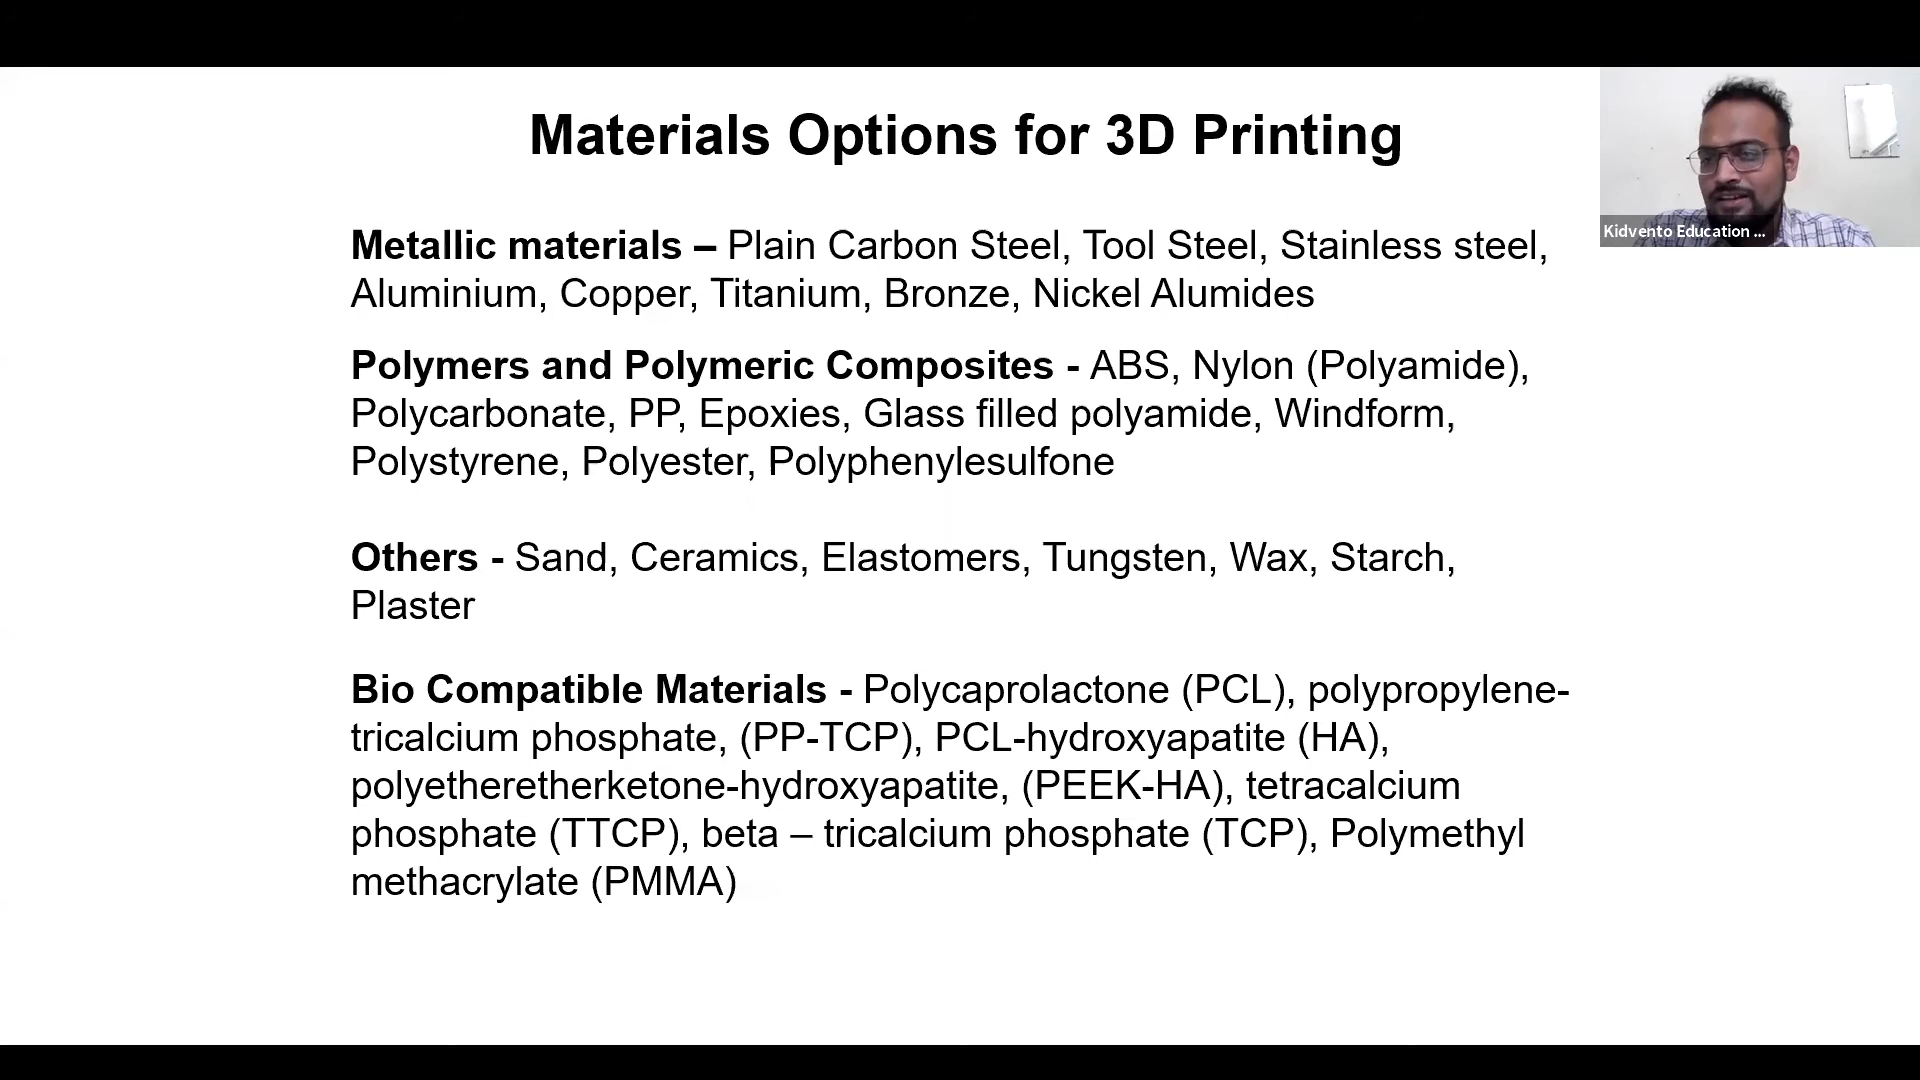 Materials Options for 3D Printing
Kidvento Education ...
Metallic materials – Plain Carbon Steel, Tool Steel, Stainless steel,
Aluminium, Copper, Titanium, Bronze, Nickel Alumides
Polymers and Polymeric Composites - ABS, Nylon (Polyamide),
Polycarbonate, PP, Epoxies, Glass filled polyamide, Windform,
Polystyrene, Polyester, Polyphenylesulfone
Others - Sand, Ceramics, Elastomers, Tungsten, Wax, Starch,
Plaster
Bio Compatible Materials - Polycaprolactone (PCL), polypropylene-
tricalcium phosphate, (PP-TCP), PCL-hydroxyapatite (HA),
polyetheretherketone-hydroxyapatite, (PEEK-HA), tetracalcium
phosphate (TTCP), beta – tricalcium phosphate (TCP), Polymethyl
methacrylate (PMMA)